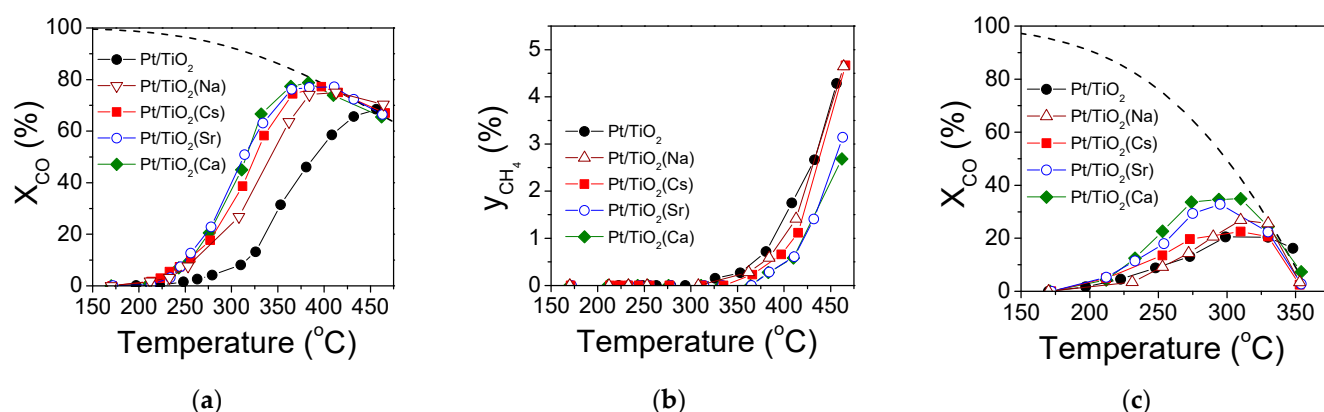 100
80
60
40
20
0
X_CO (%)
Pt/TiO₂
Pt/TiO₂(Na)
Pt/TiO₂(Cs)
Pt/TiO₂(Sr)
Pt/TiO₂(Ca)
150 200 250 300 350 400 450
Temperature (°C)
(a)
5
4
3
2
1
0
y_CH₄ (%)
Pt/TiO₂
Pt/TiO₂(Na)
Pt/TiO₂(Cs)
Pt/TiO₂(Sr)
Pt/TiO₂(Ca)
150 200 250 300 350 400 450
Temperature (°C)
(b)
100
80
60
40
20
0
X_CO (%)
Pt/TiO₂
Pt/TiO₂(Na)
Pt/TiO₂(Cs)
Pt/TiO₂(Sr)
Pt/TiO₂(Ca)
150 200 250 300 350
Temperature (°C)
(c)